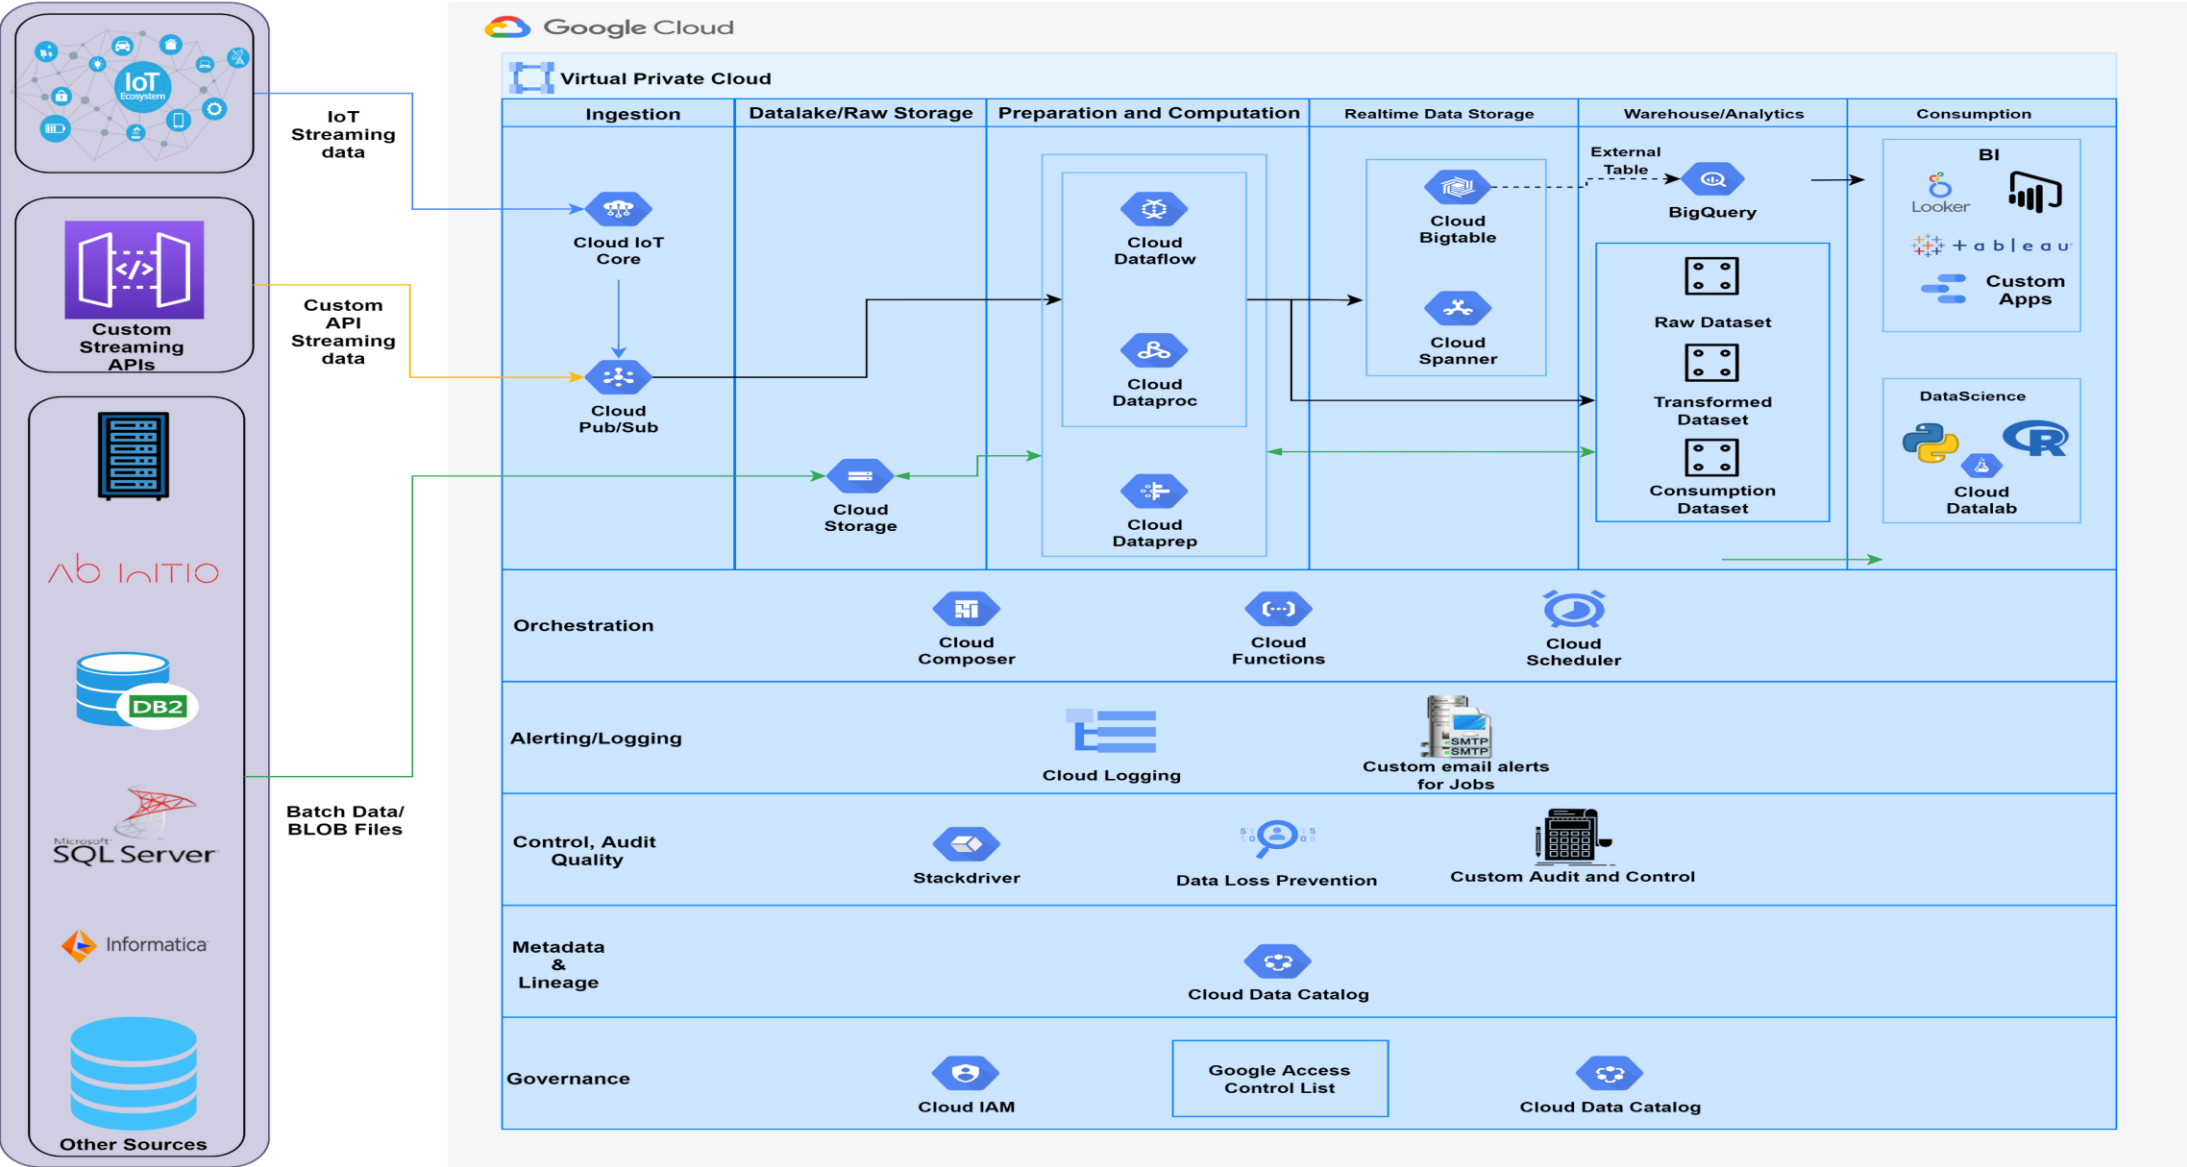 IoT
Ecosystem
Custom
Streaming
APIs
Ab InITIO
DB2
Microsoft
SQL Server
Informatica
Other Sources
IoT
Streaming
data
Custom
API
Streaming
data
Batch Data/
BLOB Files
Google Cloud
Virtual Private Cloud
Ingestion
Datalake/Raw Storage
Preparation and Computation
Realtime Data Storage
Warehouse/Analytics
Consumption
Cloud IoT
Core
Cloud
Pub/Sub
Cloud
Storage
Cloud
Dataflow
Cloud
Dataproc
Cloud
Dataprep
Cloud
Bigtable
Cloud
Spanner
External
Table
BigQuery
Raw Dataset
Transformed
Dataset
Consumption
Dataset
BI
Looker
+ableau
Custom
Apps
DataScience
R
Cloud
Datalab
Orchestration
Cloud
Composer
Cloud
Functions
Cloud
Scheduler
Alerting/Logging
Cloud Logging
SMTP
SMTP
Custom email alerts
for Jobs
Control, Audit
Quality
Stackdriver
Data Loss Prevention
Custom Audit and Control
Metadada
&
Lineage
Cloud Data Catalog
Governance
Cloud IAM
Google Access
Control List
Cloud Data Catalog